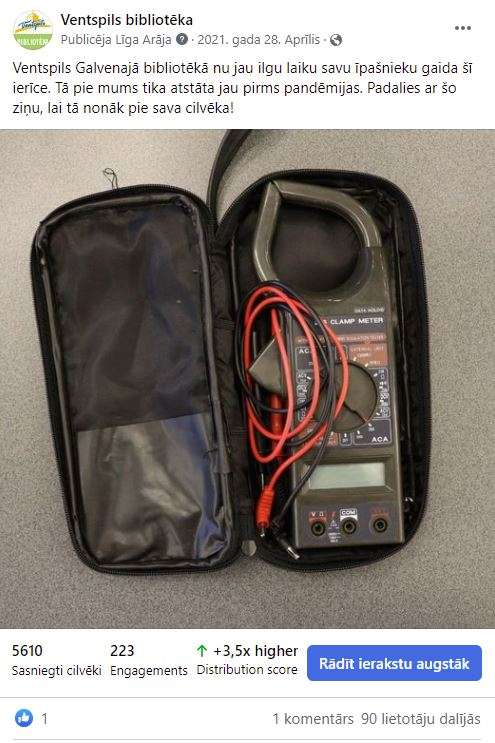 Ventspils bibliotēka
Publicēja Līga Arāja · 2021. gada 28. Aprīlis ·
Ventspils Galvenajā bibliotēkā nu jau ilgu laiku savu īpašnieku gaida šī
ierīce. Tā pie mums tika atstāta jau pirms pandēmijas. Padalies ar šo
ziņu, lai tā nonāk pie sava cilvēka!
DATA HOLD
CLAMP METER
ACA
COM
5610
Sasniegti cilvēki
223
Engagements
+3,5x higher
Distribution score
Rādīt ierakstu augstāk
1
1 komentārs 90 lietotāju dalījās